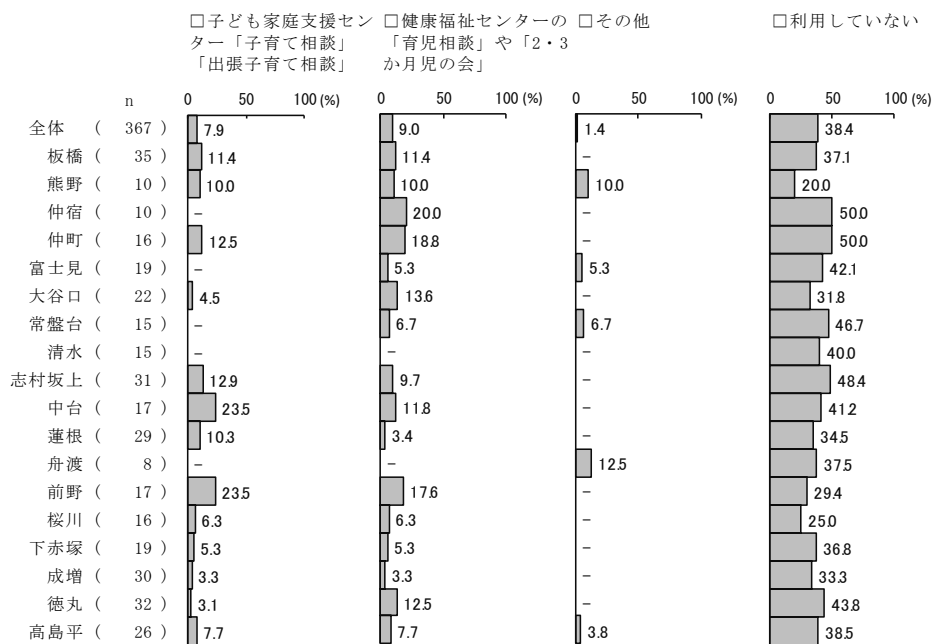 □子ども家庭支援セン
ター「子育て相談」
「出張子育て相談」
□健康福祉センターの
「育児相談」や「2・3
か月児の会」
□その他
□利用していない
n
0 50 100 (%) 0 50 100 (%) 0 50 100 (%) 0 50 100 (%)
全体 ( 367 ) 7.9 9.0 1.4 38.4
板橋 ( 35 ) 11.4 11.4 – 37.1
熊野 ( 10 ) 10.0 10.0 10.0 20.0
仲宿 ( 10 ) – 20.0 – 50.0
仲町 ( 16 ) 12.5 18.8 – 50.0
富士見 ( 19 ) – 5.3 5.3 42.1
大谷口 ( 22 ) 4.5 13.6 – 31.8
常盤台 ( 15 ) – 6.7 6.7 46.7
清水 ( 15 ) – – – 40.0
志村坂上 ( 31 ) 12.9 9.7 – 48.4
中台 ( 17 ) 23.5 11.8 – 41.2
蓮根 ( 29 ) 10.3 3.4 – 34.5
舟渡 ( 8 ) – – 12.5 37.5
前野 ( 17 ) 23.5 17.6 – 29.4
桜川 ( 16 ) 6.3 6.3 – 25.0
下赤塚 ( 19 ) 5.3 5.3 – 36.8
成増 ( 30 ) 3.3 3.3 – 33.3
徳丸 ( 32 ) 3.1 12.5 – 43.8
高島平 ( 26 ) 7.7 7.7 3.8 38.5